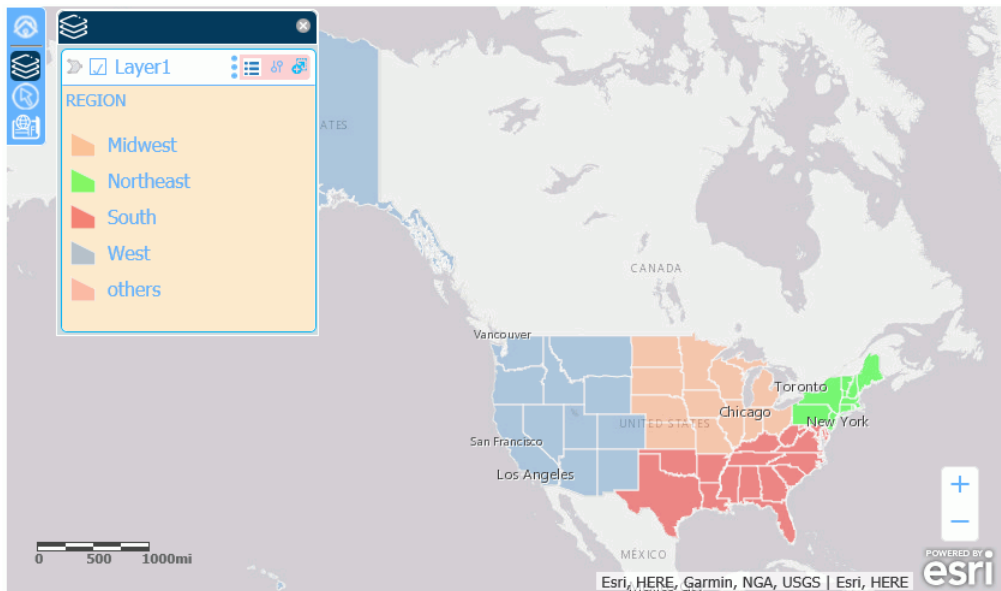 Layer1
REGION
Midwest
Northeast
South
West
others
ATES
CANADA
Vancouver
Toronto
Chicago
UNITED STATES
New York
San Francisco
Los Angeles
MÉXICO
0 500 1000mi
+
−
POWERED BY
esri
Esri, HERE, Garmin, NGA, USGS | Esri, HERE